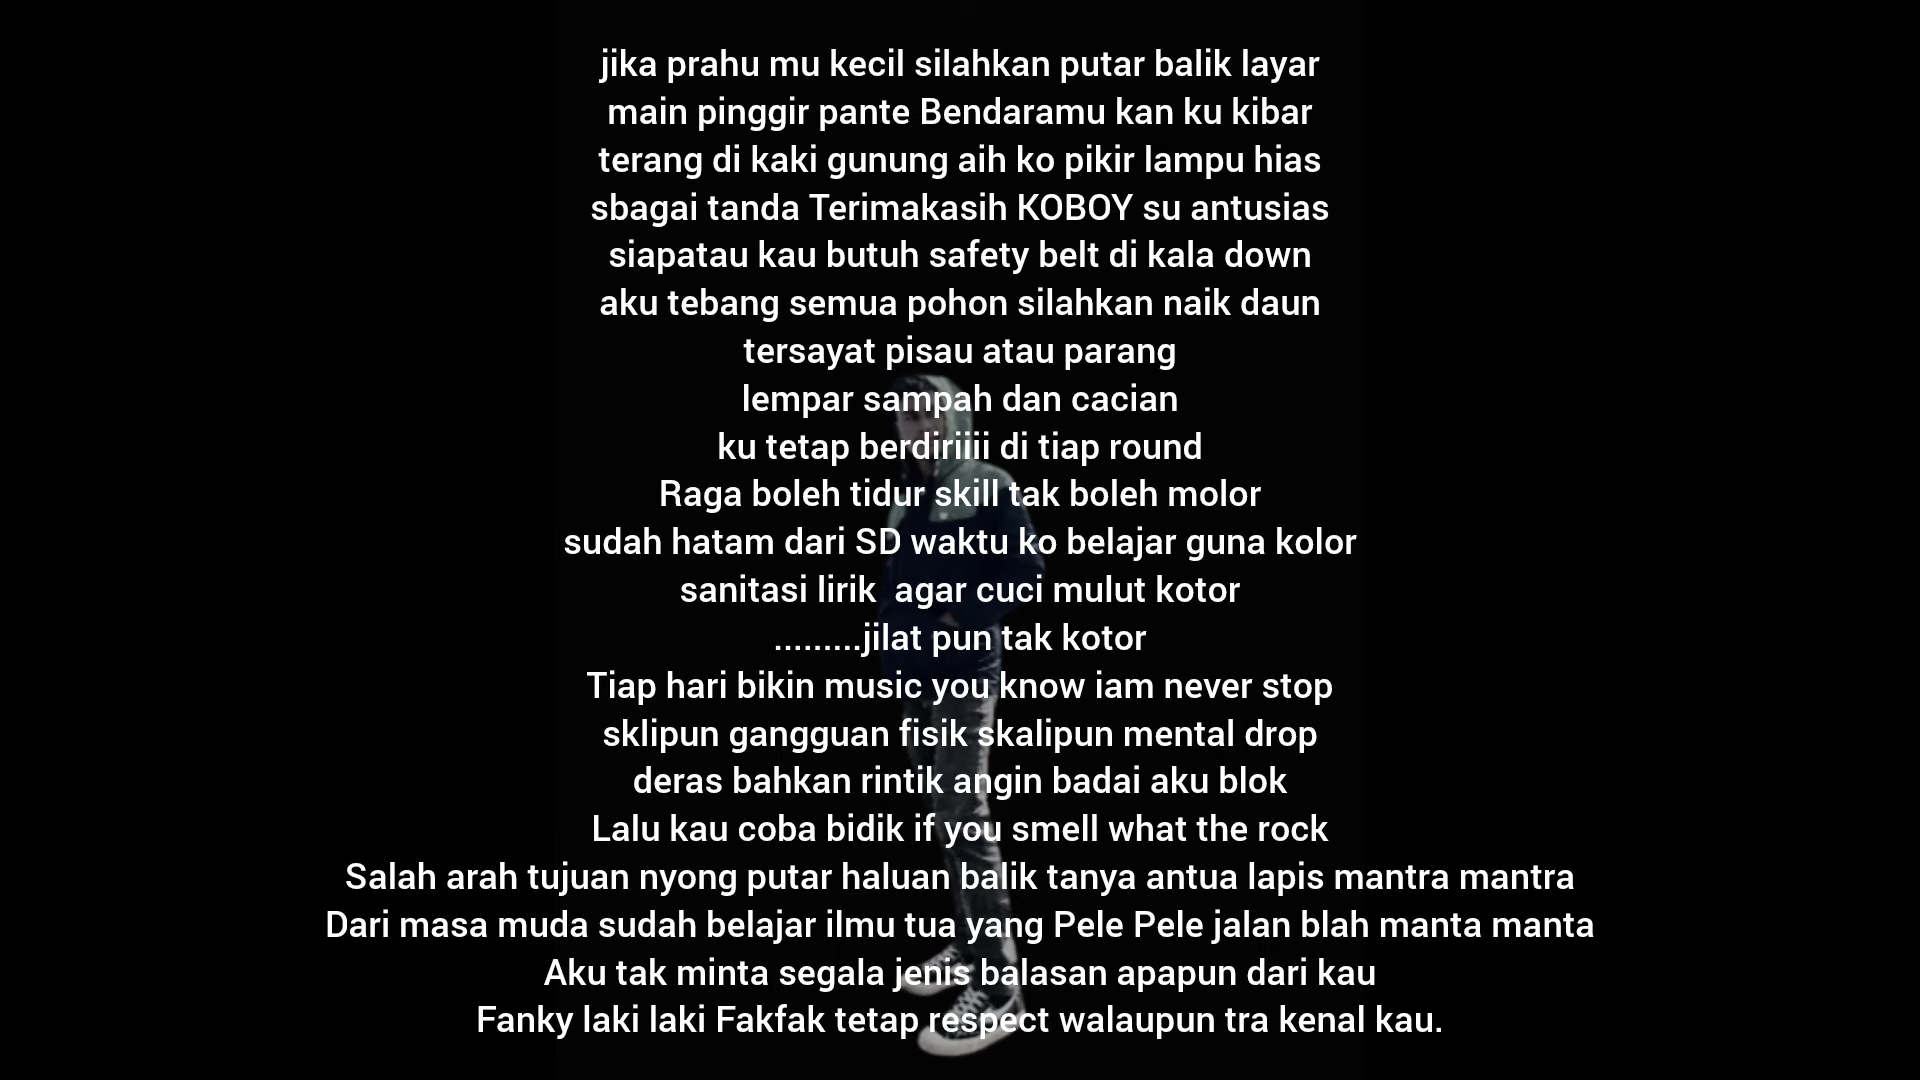 jika prahu mu kecil silahkan putar balik layar
main pinggir pante Bendaramu kan ku kibar
terang di kaki gunung aih ko pikir lampu hias
sbagai tanda Terimakasih KOBOY su antusias
siapatau kau butuh safety belt di kala down
aku tebang semua pohon silahkan naik daun
tersayat pisau atau parang
lempar sampah dan cacian
ku tetap berdiriiii di tiap round
Raga boleh tidur skill tak boleh molor
sudah hatam dari SD waktu ko belajar guna kolor
sanitasi lirik  agar cuci mulut kotor
.........jilat pun tak kotor
Tiap hari bikin music you know iam never stop
sklipun gangguan fisik skalipun mental drop
deras bahkan rintik angin badai aku blok
Lalu kau coba bidik if you smell what the rock
Salah arah tujuan nyong putar haluan balik tanya antua lapis mantra mantra
Dari masa muda sudah belajar ilmu tua yang Pele Pele jalan blah manta manta
Aku tak minta segala jenis balasan apapun dari kau
Fanky laki laki Fakfak tetap respect walaupun tra kenal kau.